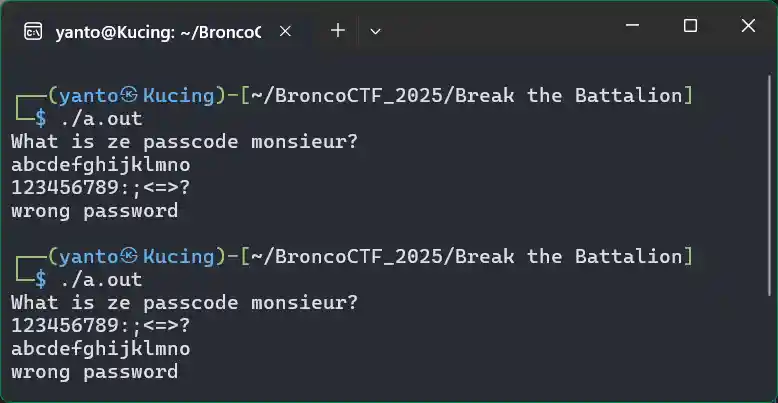 yanto@Kucing: ~/BroncoC
┌──(yanto㉿Kucing)-[~/BroncoCTF_2025/Break the Battalion]
└─$ ./a.out
What is ze passcode monsieur?
abcdefghijklmno
123456789:;<=>?
wrong password
┌──(yanto㉿Kucing)-[~/BroncoCTF_2025/Break the Battalion]
└─$ ./a.out
What is ze passcode monsieur?
123456789:;<=>?
abcdefghijklmno
wrong password